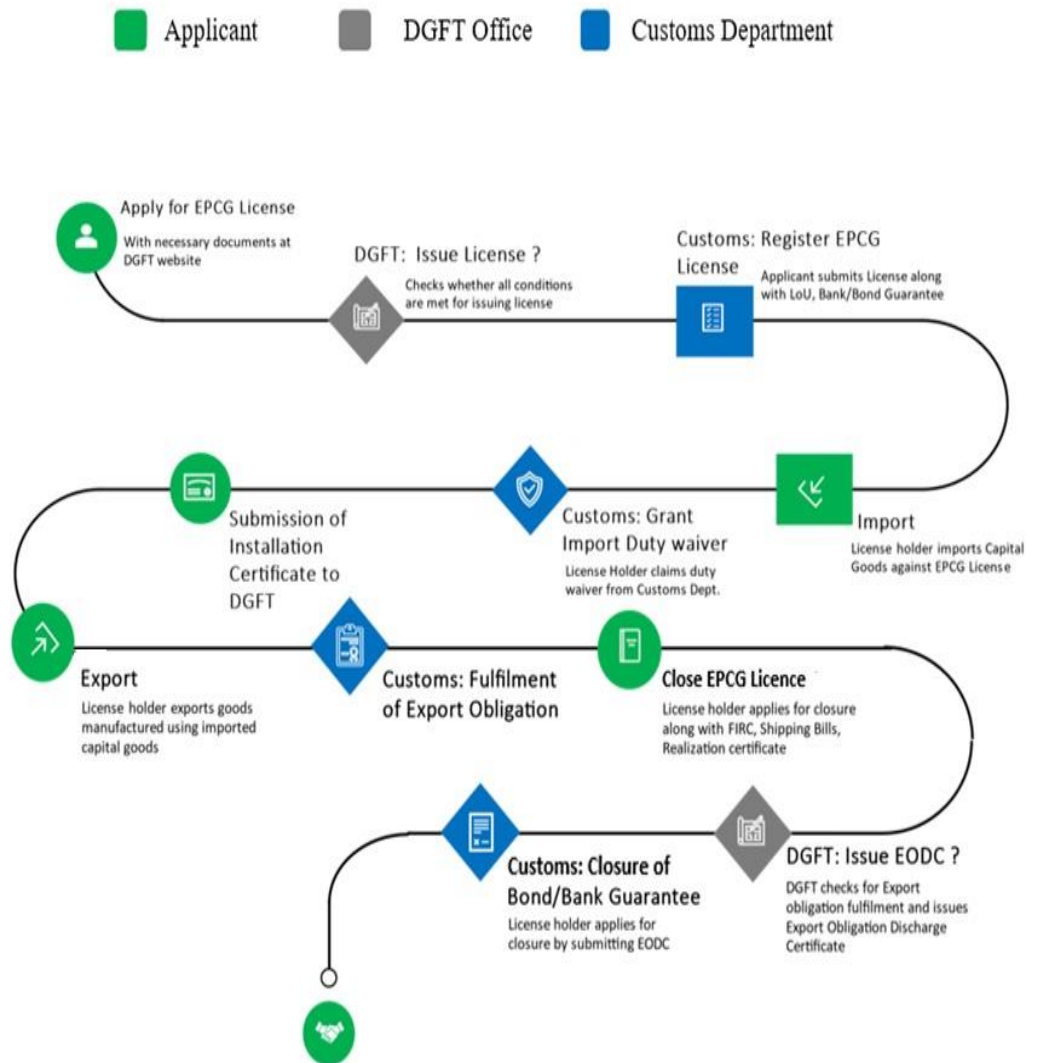 Applicant
DGFT Office
Customs Department
Apply for EPCG License
With necessary documents at
DGFT website
DGFT: Issue License ?
Checks whether all conditions
are met for issuing license
Customs: Register EPCG
License
Applicant submits License along
with LoU, Bank/Bond Guarantee
Submission of
Installation
Certificate to
DGFT
Customs: Grant
Import Duty waiver
License Holder claims duty
waiver from Customs Dept.
Import
License holder imports Capital
Goods against EPCG License
Export
License holder exports goods
manufactured using imported
capital goods
Customs: Fulfilment
of Export Obligation
Close EPCG Licence
License holder applies for closure
along with FIRC, Shipping Bills,
Realization certificate
Customs: Closure of
Bond/Bank Guarantee
License holder applies for
closure by submitting EODC
DGFT: Issue EODC ?
DGFT checks for Export
obligation fulfilment and issues
Export Obligation Discharge
Certificate